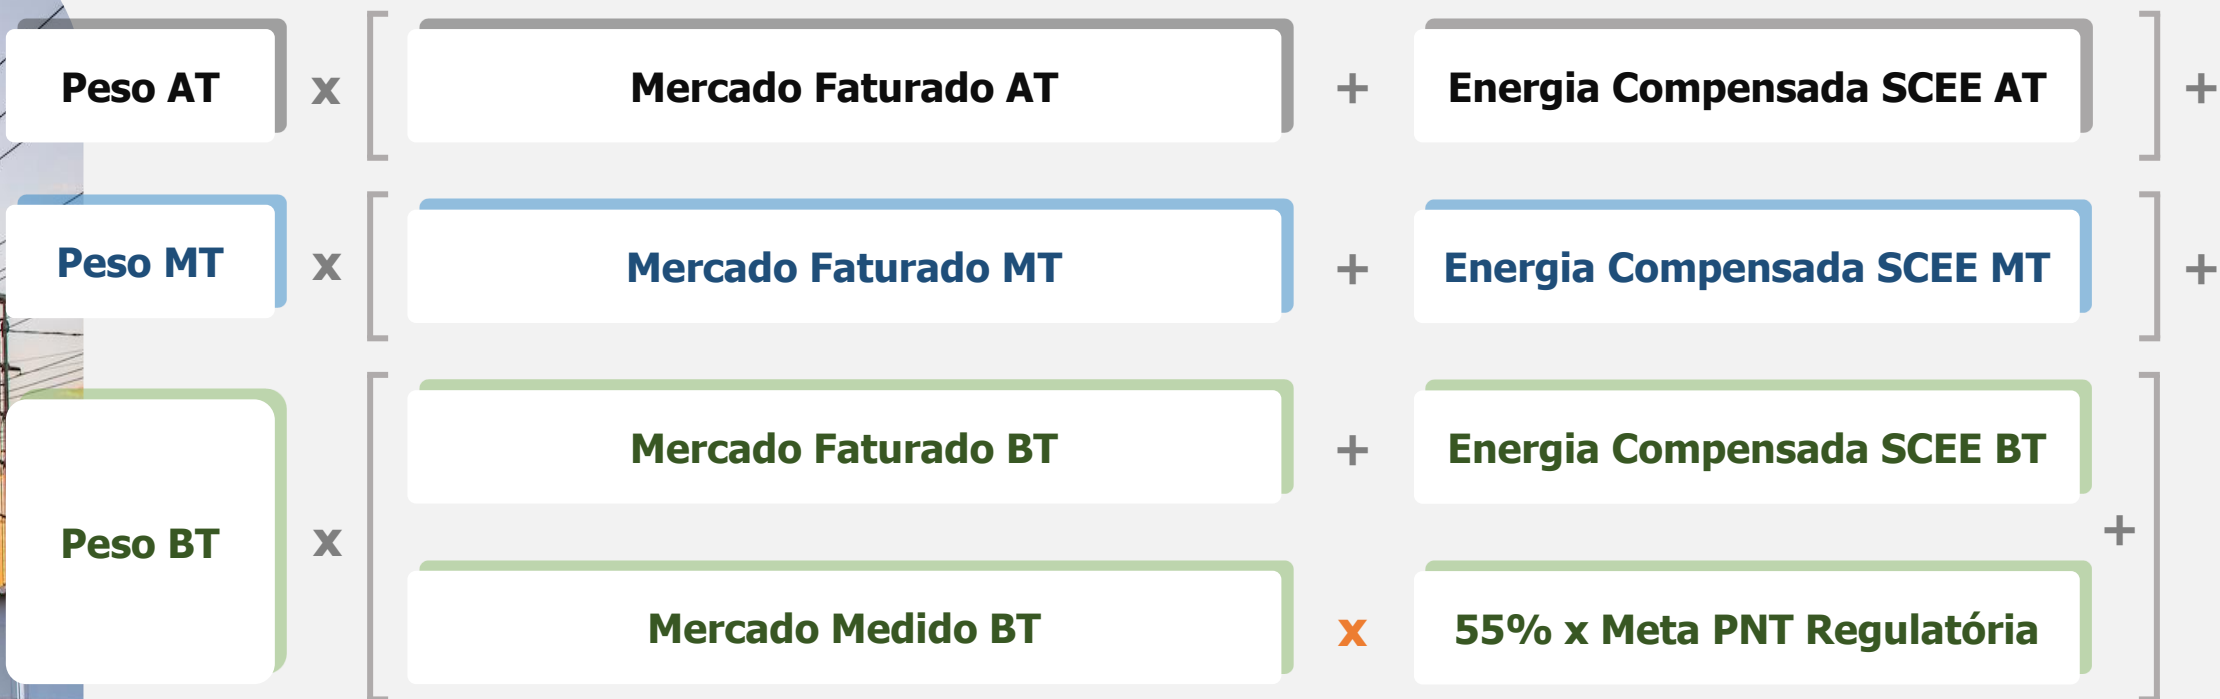 Peso AT x [ Mercado Faturado AT + Energia Compensada SCEE AT ] +
Peso MT x [ Mercado Faturado MT + Energia Compensada SCEE MT ] +
Mercado Faturado BT + Energia Compensada SCEE BT
Peso BT x [ + ]
Mercado Medido BT x 55% x Meta PNT Regulatória